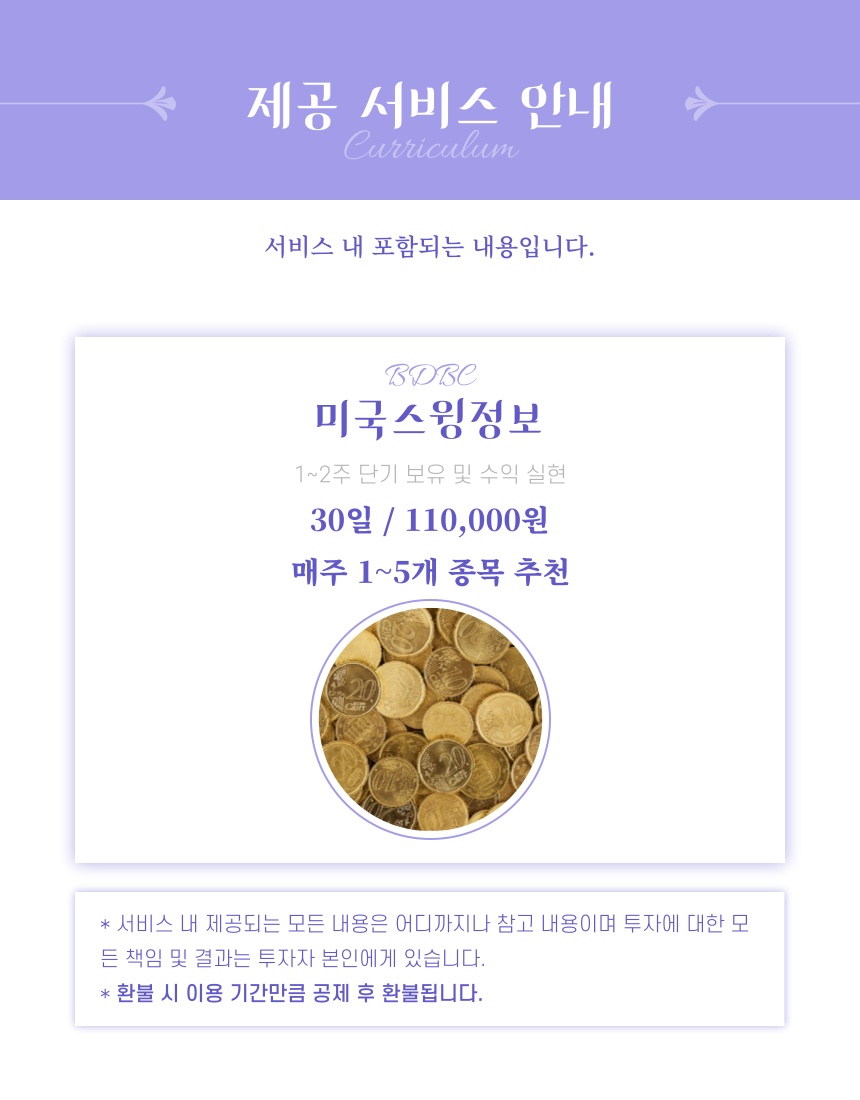 제공 서비스 안내
Curriculum
서비스 내 포함되는 내용입니다.
BDBC
미국스윙정보
1~2주 단기 보유 및 수익 실현
30일 / 110,000원
매주 1~5개 종목 추천
20
* 서비스 내 제공되는 모든 내용은 어디까지나 참고 내용이며 투자에 대한 모
든 책임 및 결과는 투자자 본인에게 있습니다.
* 환불 시 이용 기간만큼 공제 후 환불됩니다.